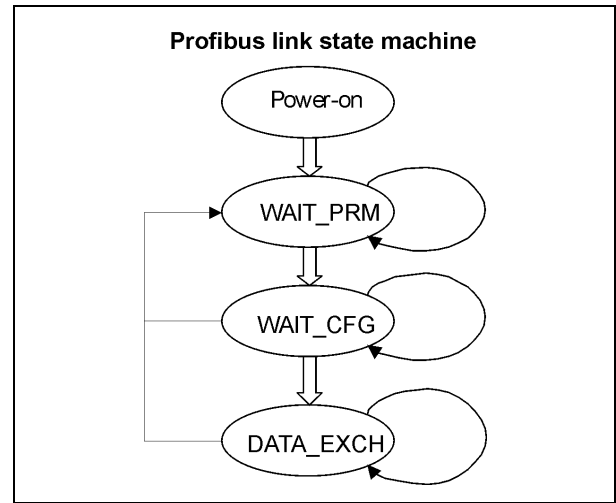 Profibus link state machine
Power-on
WAIT_PRM
WAIT_CFG
DATA_EXCH